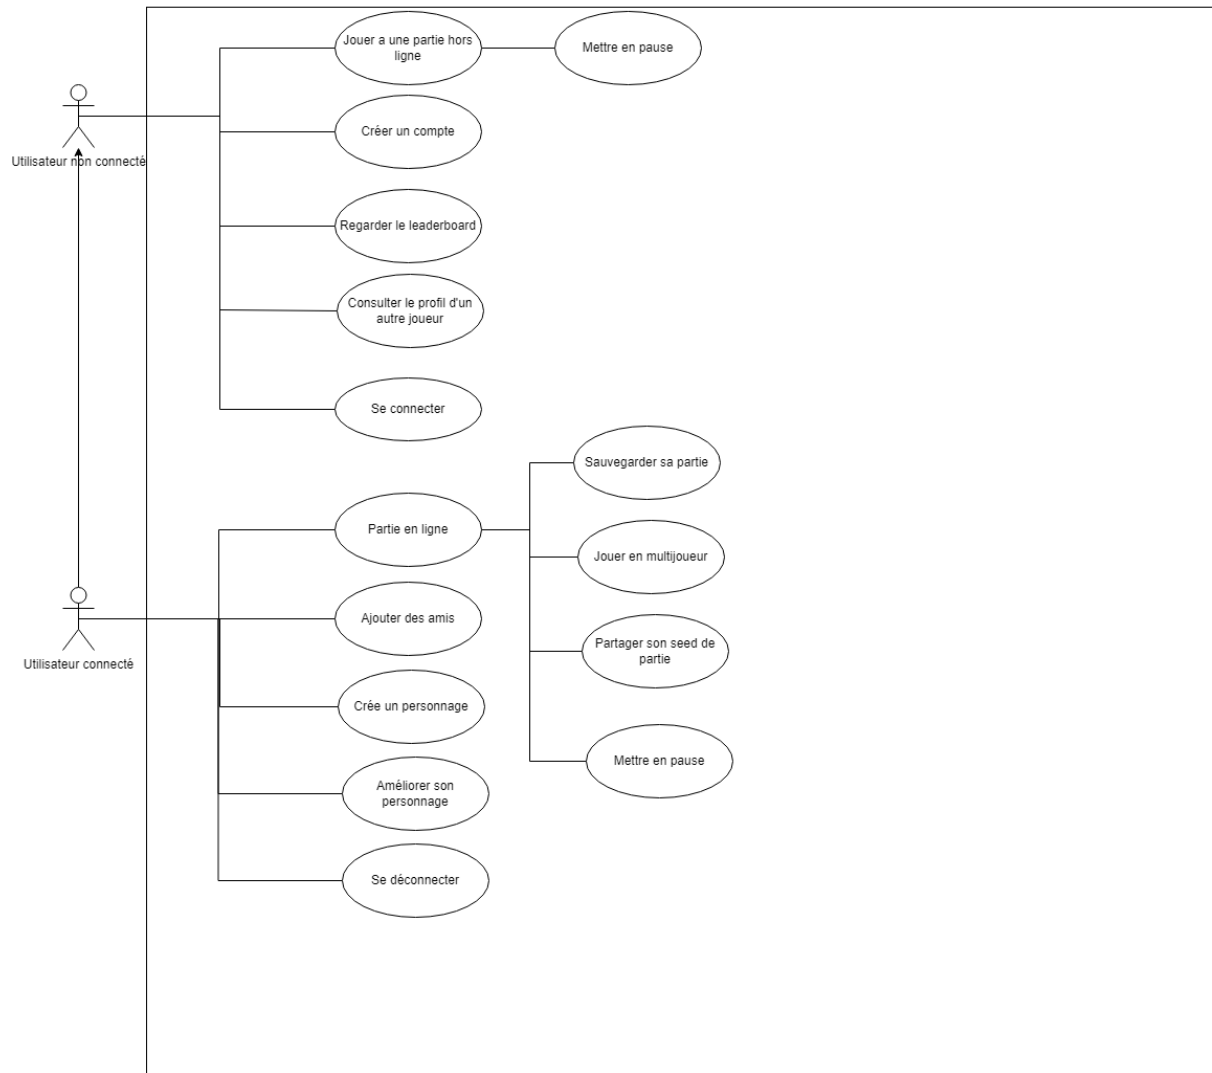 Jouer a une partie hors
ligne
Mettre en pause
Créer un compte
Utilisateur non connecté
Regarder le leaderboard
Consulter le profil d'un
autre joueur
Se connecter
Sauvegarder sa partie
Partie en ligne
Jouer en multijoueur
Ajouter des amis
Partager son seed de
partie
Utilisateur connecté
Crée un personnage
Mettre en pause
Améliorer son
personnage
Se déconnecter